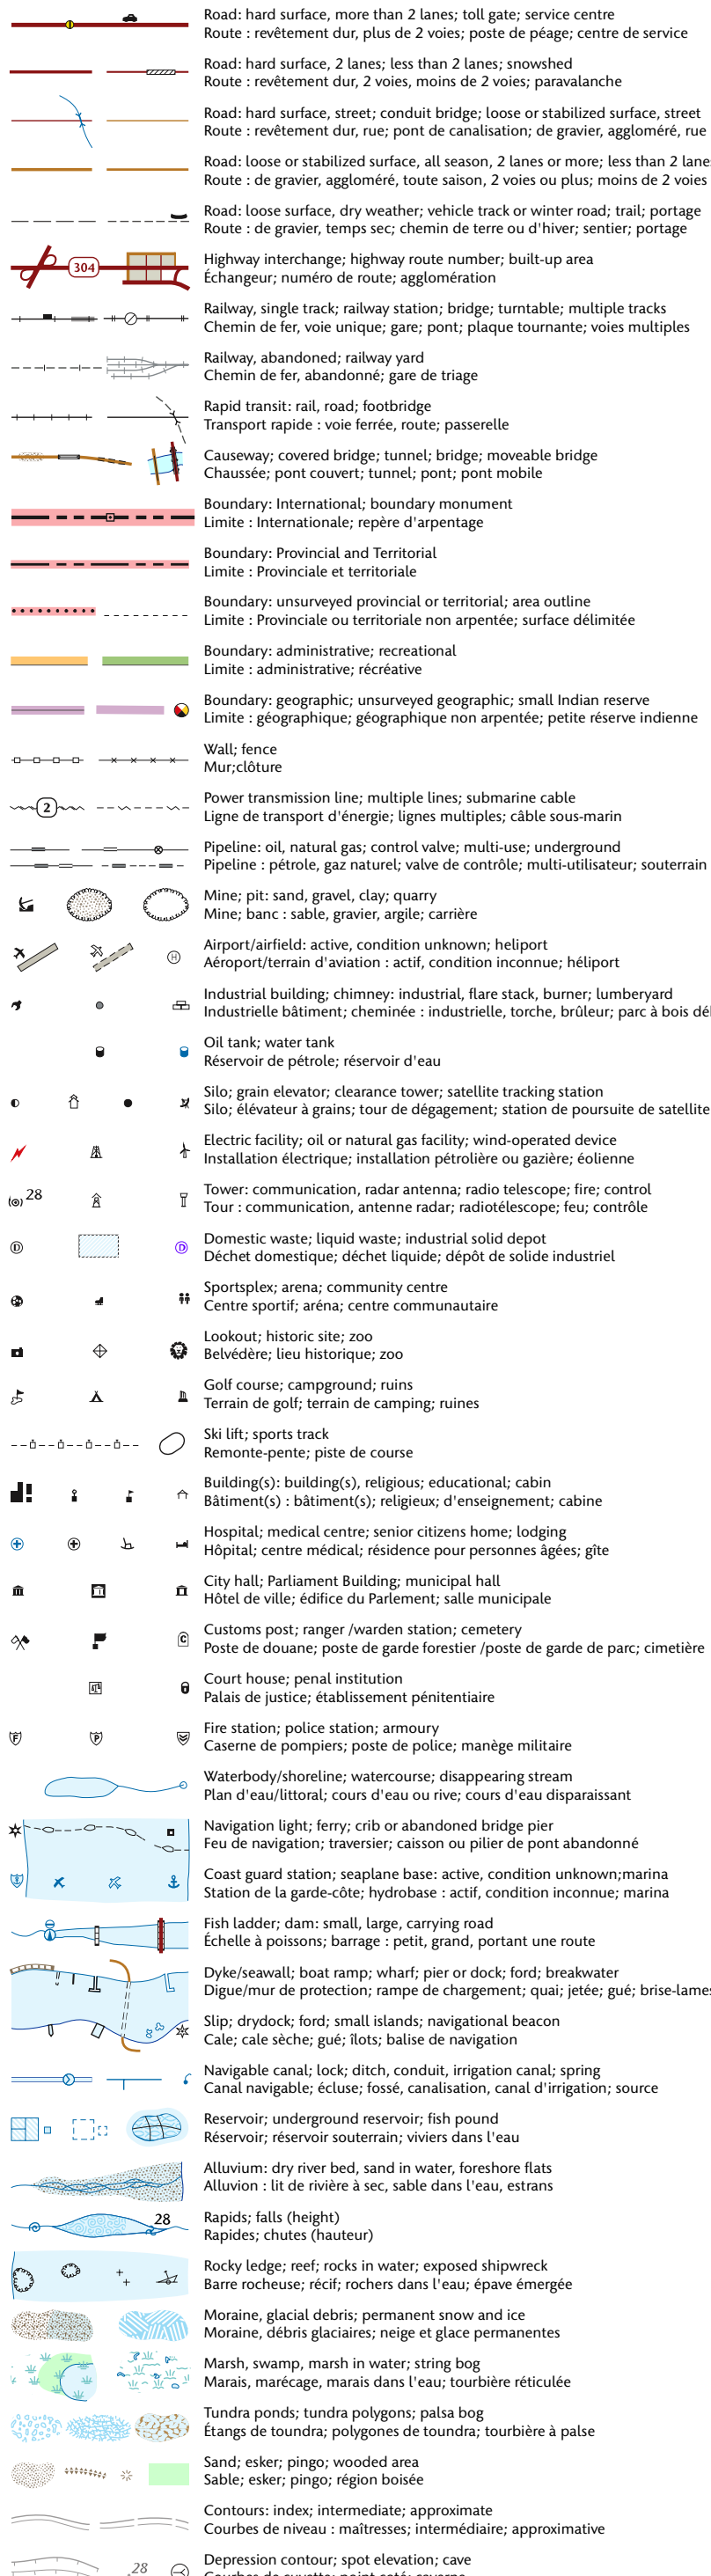 Road: hard surface, more than 2 lanes; toll gate; service centre
Route : revêtement dur, plus de 2 voies; poste de péage; centre de service
Road: hard surface, 2 lanes; less than 2 lanes; snowshed
Route : revêtement dur, 2 voies, moins de 2 voies; paravalanche
Road: hard surface, street; conduit bridge; loose or stabilized surface, street
Route : revêtement dur, rue; pont de canalisation; de gravier, aggloméré, rue
Road: loose or stabilized surface, all season, 2 lanes or more; less than 2 lane
Route : de gravier, aggloméré, toute saison, 2 voies ou plus; moins de 2 voies
Road: loose surface, dry weather; vehicle track or winter road; trail; portage
Route : de gravier, temps sec; chemin de terre ou d'hiver; sentier; portage
304
Highway interchange; highway route number; built-up area
Échangeur; numéro de route; agglomération
Railway, single track; railway station; bridge; turntable; multiple tracks
Chemin de fer, voie unique; gare; pont; plaque tournante; voies multiples
Railway, abandoned; railway yard
Chemin de fer, abandonné; gare de triage
Rapid transit: rail, road; footbridge
Transport rapide : voie ferrée, route; passerelle
Causeway; covered bridge; tunnel; bridge; moveable bridge
Chaussée; pont couvert; tunnel; pont; pont mobile
Boundary: International; boundary monument
Limite : Internationale; repère d'arpentage
Boundary: Provincial and Territorial
Limite : Provinciale et territoriale
Boundary: unsurveyed provincial or territorial; area outline
Limite : Provinciale ou territoriale non arpentée; surface délimitée
Boundary: administrative; recreational
Limite : administrative; récréative
Boundary: geographic; unsurveyed geographic; small Indian reserve
Limite : géographique; géographique non arpentée; petite réserve indienne
Wall; fence
Mur;clôture
2
Power transmission line; multiple lines; submarine cable
Ligne de transport d'énergie; lignes multiples; câble sous-marin
Pipeline: oil, natural gas; control valve; multi-use; underground
Pipeline : pétrole, gaz naturel; valve de contrôle; multi-utilisateur; souterrain
Mine; pit: sand, gravel, clay; quarry
Mine; banc : sable, gravier, argile; carrière
H
Airport/airfield: active, condition unknown; heliport
Aéroport/terrain d'aviation : actif, condition inconnue; héliport
Industrial building; chimney: industrial, flare stack, burner; lumberyard
Industrielle bâtiment; cheminée : industrielle, torche, brûleur; parc à bois dé
Oil tank; water tank
Réservoir de pétrole; réservoir d'eau
Silo; grain elevator; clearance tower; satellite tracking station
Silo; élévateur à grains; tour de dégagement; station de poursuite de satellite
Electric facility; oil or natural gas facility; wind-operated device
Installation électrique; installation pétrolière ou gazière; éolienne
28
Tower: communication, radar antenna; radio telescope; fire; control
Tour : communication, antenne radar; radiotélescope; feu; contrôle
D D
Domestic waste; liquid waste; industrial solid depot
Déchet domestique; déchet liquide; dépôt de solide industriel
Sportsplex; arena; community centre
Centre sportif; aréna; centre communautaire
Lookout; historic site; zoo
Belvédère; lieu historique; zoo
Golf course; campground; ruins
Terrain de golf; terrain de camping; ruines
Ski lift; sports track
Remonte-pente; piste de course
Building(s): building(s), religious; educational; cabin
Bâtiment(s) : bâtiment(s); religieux; d'enseignement; cabine
Hospital; medical centre; senior citizens home; lodging
Hôpital; centre médical; résidence pour personnes âgées; gîte
City hall; Parliament Building; municipal hall
Hôtel de ville; édifice du Parlement; salle municipale
C
Customs post; ranger /warden station; cemetery
Poste de douane; poste de garde forestier /poste de garde de parc; cimetière
Court house; penal institution
Palais de justice; établissement pénitentiaire
F P
Fire station; police station; armoury
Caserne de pompiers; poste de police; manège militaire
Waterbody/shoreline; watercourse; disappearing stream
Plan d'eau/littoral; cours d'eau ou rive; cours d'eau disparaissant
Navigation light; ferry; crib or abandoned bridge pier
Feu de navigation; traversier; caisson ou pilier de pont abandonné
Coast guard station; seaplane base: active, condition unknown;marina
Station de la garde-côte; hydrobase : actif, condition inconnue; marina
Fish ladder; dam: small, large, carrying road
Échelle à poissons; barrage : petit, grand, portant une route
Dyke/seawall; boat ramp; wharf; pier or dock; ford; breakwater
Digue/mur de protection; rampe de chargement; quai; jetée; gué; brise-lames
Slip; drydock; ford; small islands; navigational beacon
Cale; cale sèche; gué; îlots; balise de navigation
Navigable canal; lock; ditch, conduit, irrigation canal; spring
Canal navigable; écluse; fossé, canalisation, canal d'irrigation; source
Reservoir; underground reservoir; fish pound
Réservoir; réservoir souterrain; viviers dans l'eau
Alluvium: dry river bed, sand in water, foreshore flats
Alluvion : lit de rivière à sec, sable dans l'eau, estrans
28
Rapids; falls (height)
Rapides; chutes (hauteur)
Rocky ledge; reef; rocks in water; exposed shipwreck
Barre rocheuse; récif; rochers dans l'eau; épave émergée
Moraine, glacial debris; permanent snow and ice
Moraine, débris glaciaires; neige et glace permanentes
Marsh, swamp, marsh in water; string bog
Marais, marécage, marais dans l'eau; tourbière réticulée
Tundra ponds; tundra polygons; palsa bog
Étangs de toundra; polygones de toundra; tourbière à palse
Sand; esker; pingo; wooded area
Sable; esker; pingo; région boisée
Contours: index; intermediate; approximate
Courbes de niveau : maîtresses; intermédiaire; approximative
28
Depression contour; spot elevation; cave